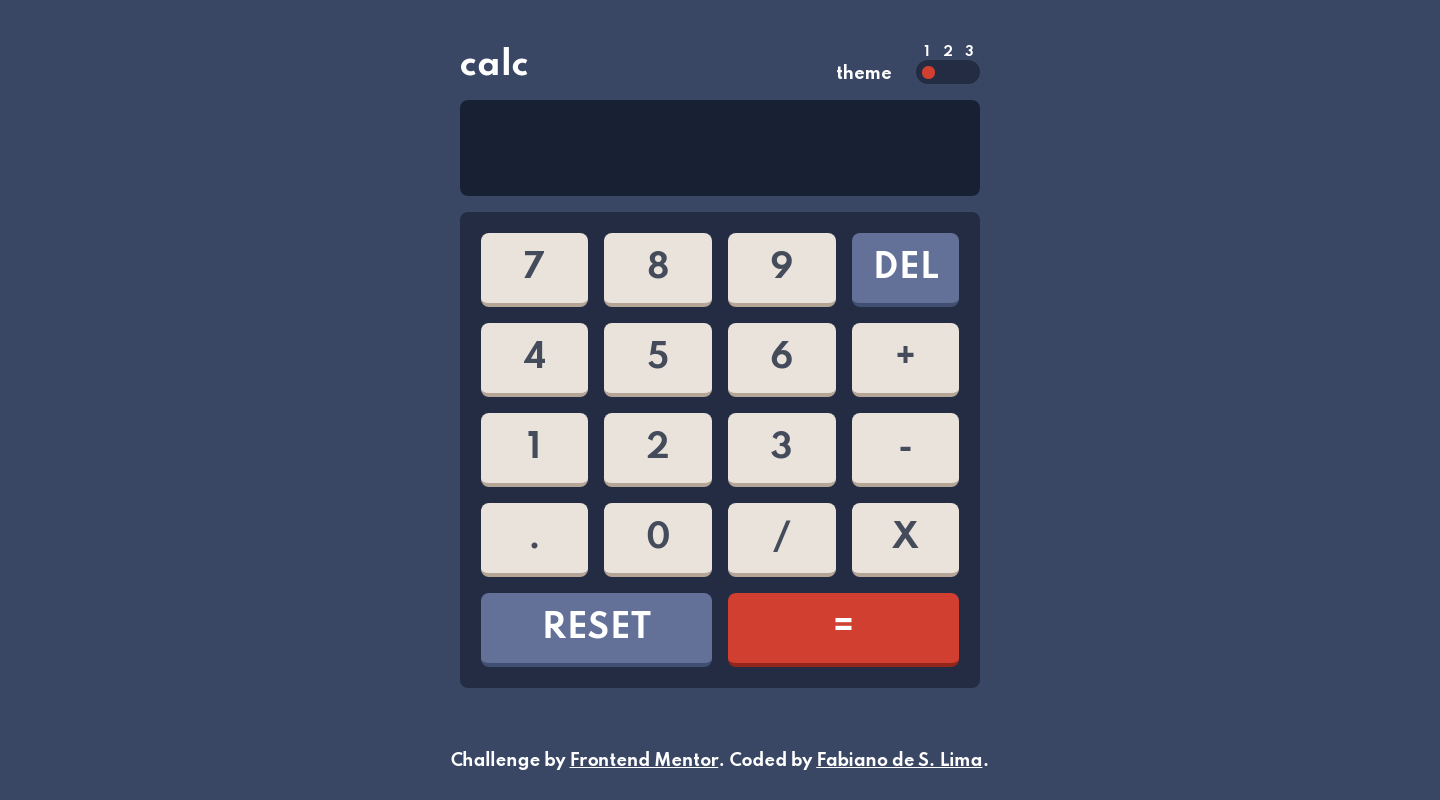 calc
1 2 3
theme
7 8 9 DEL
4 5 6 +
1 2 3 -
. 0 / X
RESET =
Challenge by Frontend Mentor. Coded by Fabiano de S. Lima.